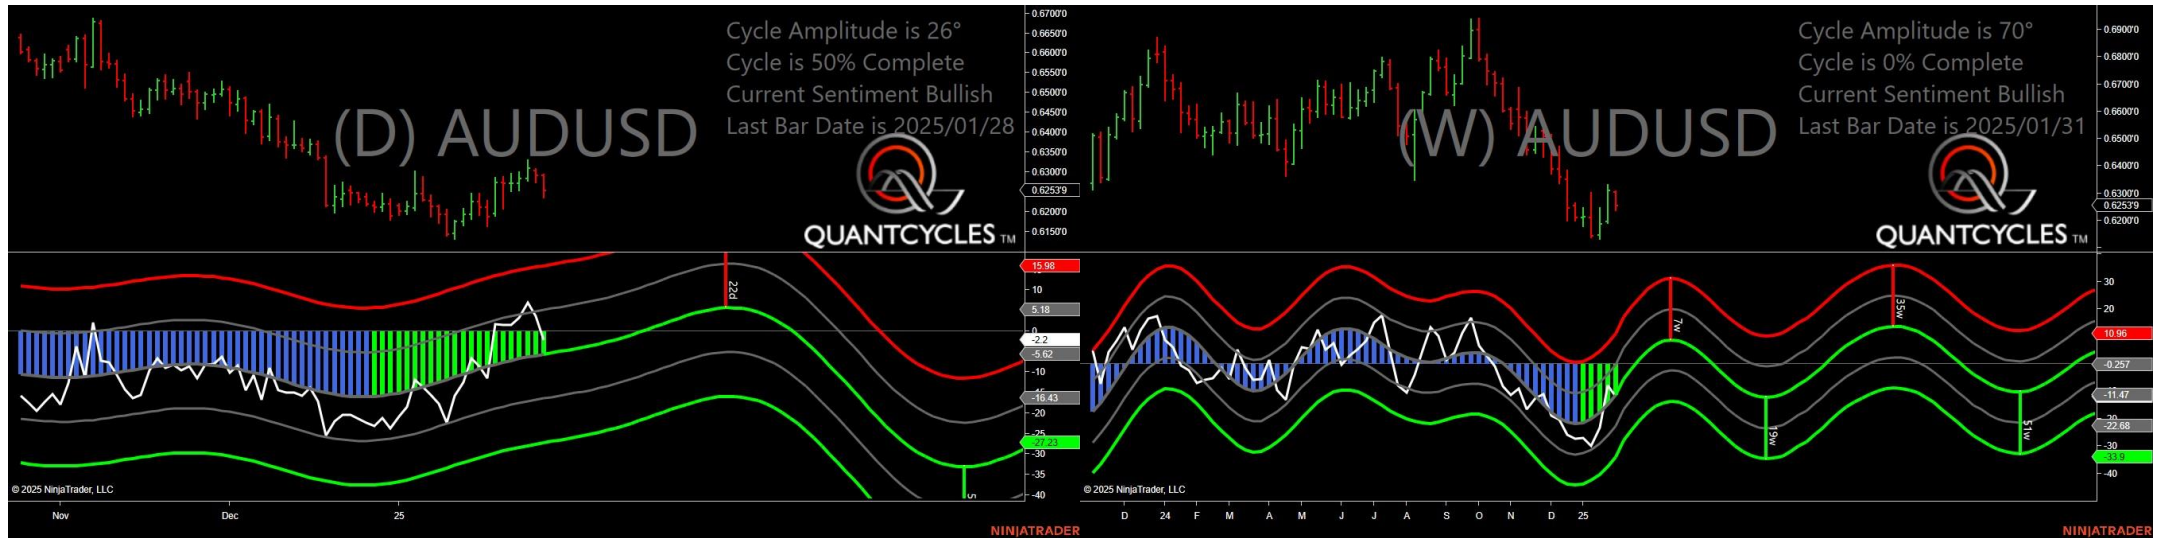 Cycle Amplitude is 26°
Cycle is 50% Complete
Current Sentiment Bullish
Last Bar Date is 2025/01/28
(D) AUDUSD
QUANTCYCLES TM
0.6700'0
0.6650'0
0.6600'0
0.6550'0
0.6500'0
0.6450'0
0.6400'0
0.6350'0
0.6300'0
0.6253'9
0.6200'0
0.6150'0
15.98
10
5.18
0
-2.2
-5.62
-10
-16.43
-20
-25
-27.23
-30
-35
-40
22d
5
© 2025 NinjaTrader, LLC
Nov Dec 25
NINJATRADER
Cycle Amplitude is 70°
Cycle is 0% Complete
Current Sentiment Bullish
Last Bar Date is 2025/01/31
(W) AUDUSD
QUANTCYCLES TM
0.6900'0
0.6800'0
0.6700'0
0.6600'0
0.6500'0
0.6400'0
0.6300'0
0.6253'9
0.6200'0
30
20
10.96
-0.257
-11.47
-20
-22.68
-30
-33.9
-40
7w
19w
35w
51w
© 2025 NinjaTrader, LLC
D 24 F M A M J J A S O N D 25
NINJATRADER